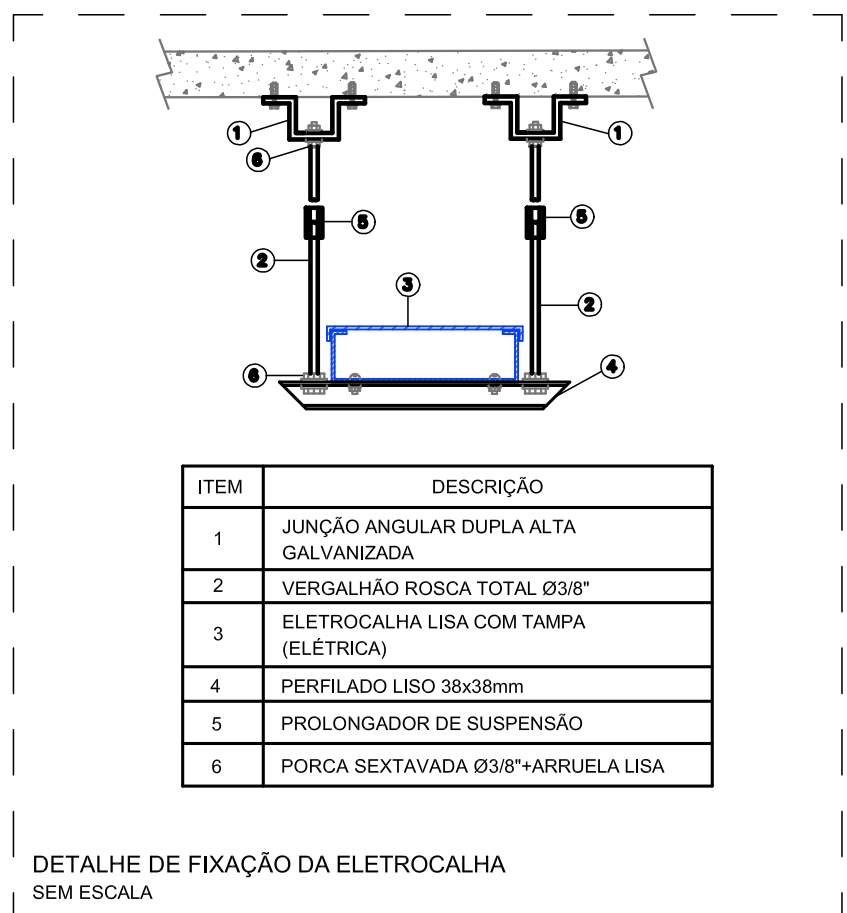 1
1
6
5
5
2
3
2
6
4
ITEM DESCRIÇÃO
1 JUNÇÃO ANGULAR DUPLA ALTA
GALVANIZADA
2 VERGALHÃO ROSCA TOTAL Ø3/8"
3 ELETROCALHA LISA COM TAMPA
(ELÉTRICA)
4 PERFILADO LISO 38x38mm
5 PROLONGADOR DE SUSPENSÃO
6 PORCA SEXTAVADA Ø3/8"+ARRUELA LISA
DETALHE DE FIXAÇÃO DA ELETROCALHA
SEM ESCALA